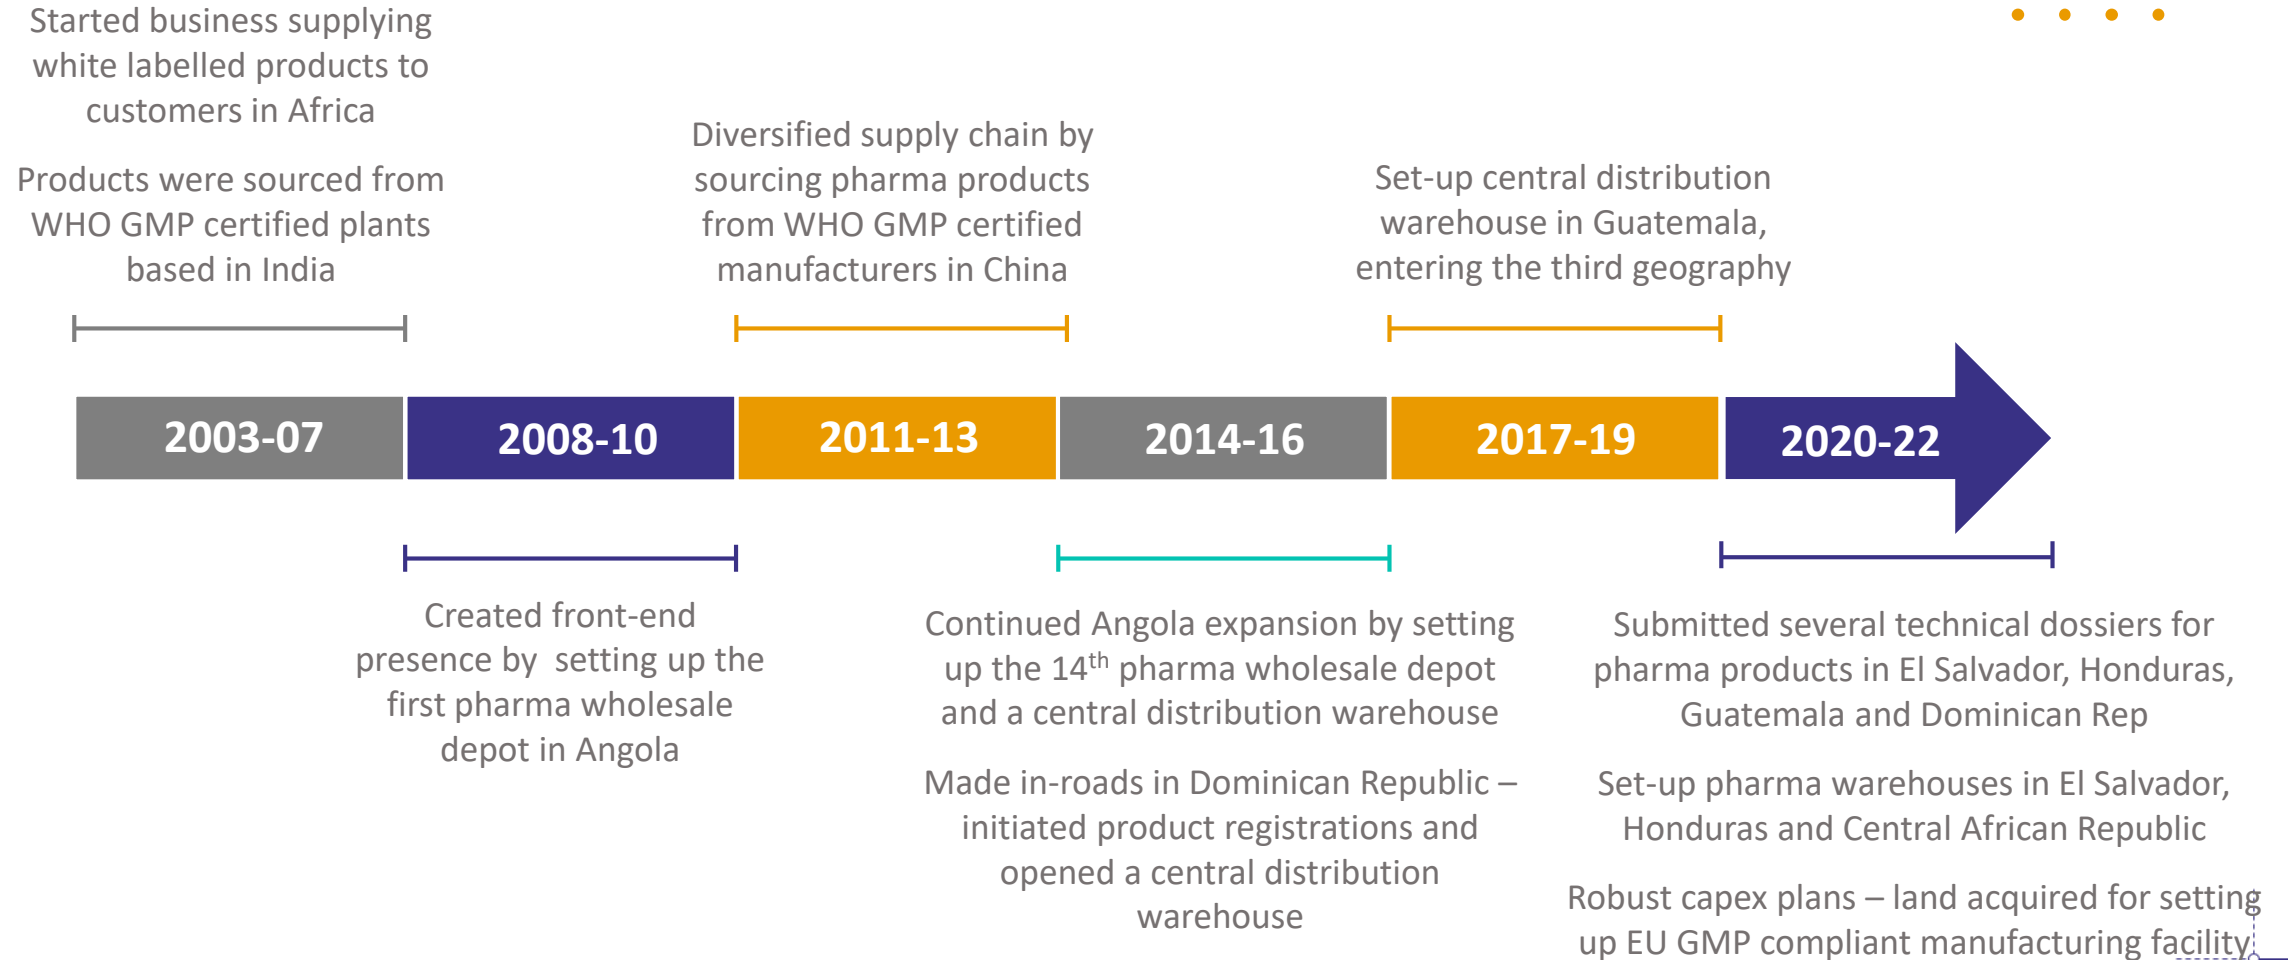 Started business supplying
white labelled products to
customers in Africa
Products were sourced from
WHO GMP certified plants
based in India
Diversified supply chain by
sourcing pharma products
from WHO GMP certified
manufacturers in China
Set-up central distribution
warehouse in Guatemala,
entering the third geography
2003-07
2008-10
2011-13
2014-16
2017-19
2020-22
Created front-end
presence by  setting up the
first pharma wholesale
depot in Angola
Continued Angola expansion by setting
up the 14th pharma wholesale depot
and a central distribution warehouse
Made in-roads in Dominican Republic –
initiated product registrations and
opened a central distribution
warehouse
Submitted several technical dossiers for
pharma products in El Salvador, Honduras,
Guatemala and Dominican Rep
Set-up pharma warehouses in El Salvador,
Honduras and Central African Republic
Robust capex plans – land acquired for setting
up EU GMP compliant manufacturing facility